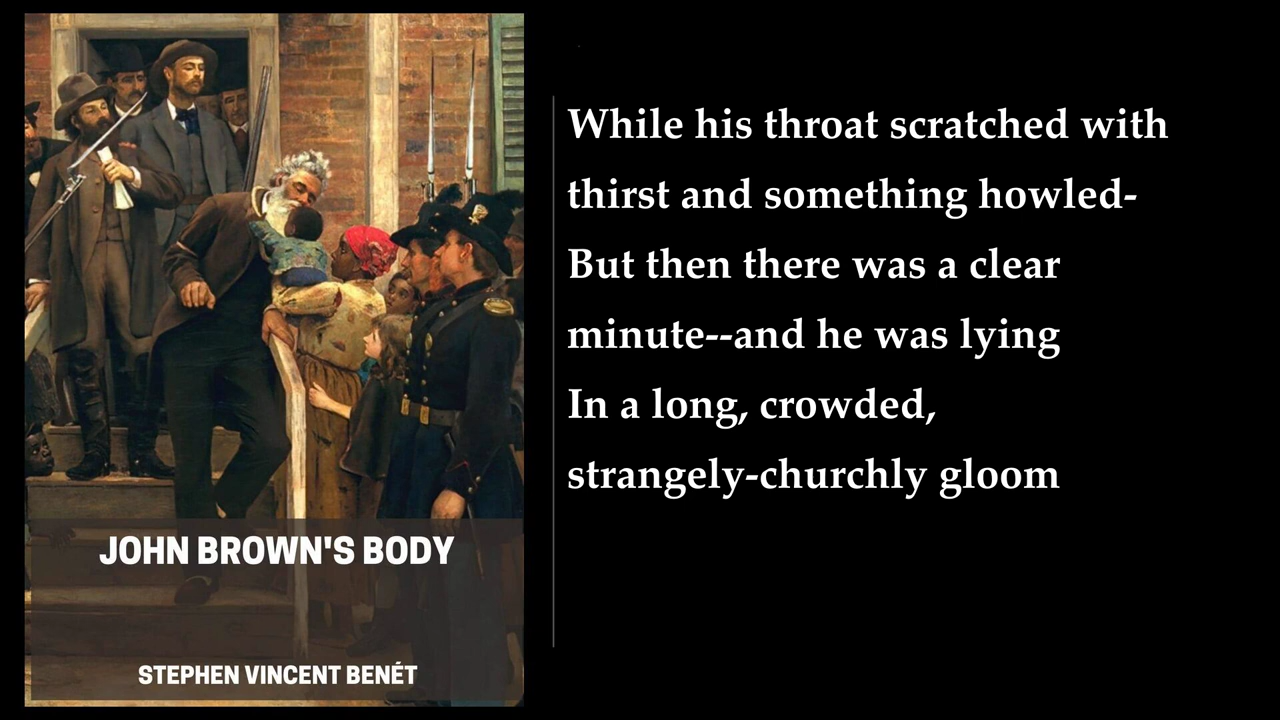 While his throat scratched with
thirst and something howled-
But then there was a clear
minute--and he was lying
In a long, crowded,
strangely-churchly gloom
JOHN BROWN'S BODY
STEPHEN VINCENT BENÉT